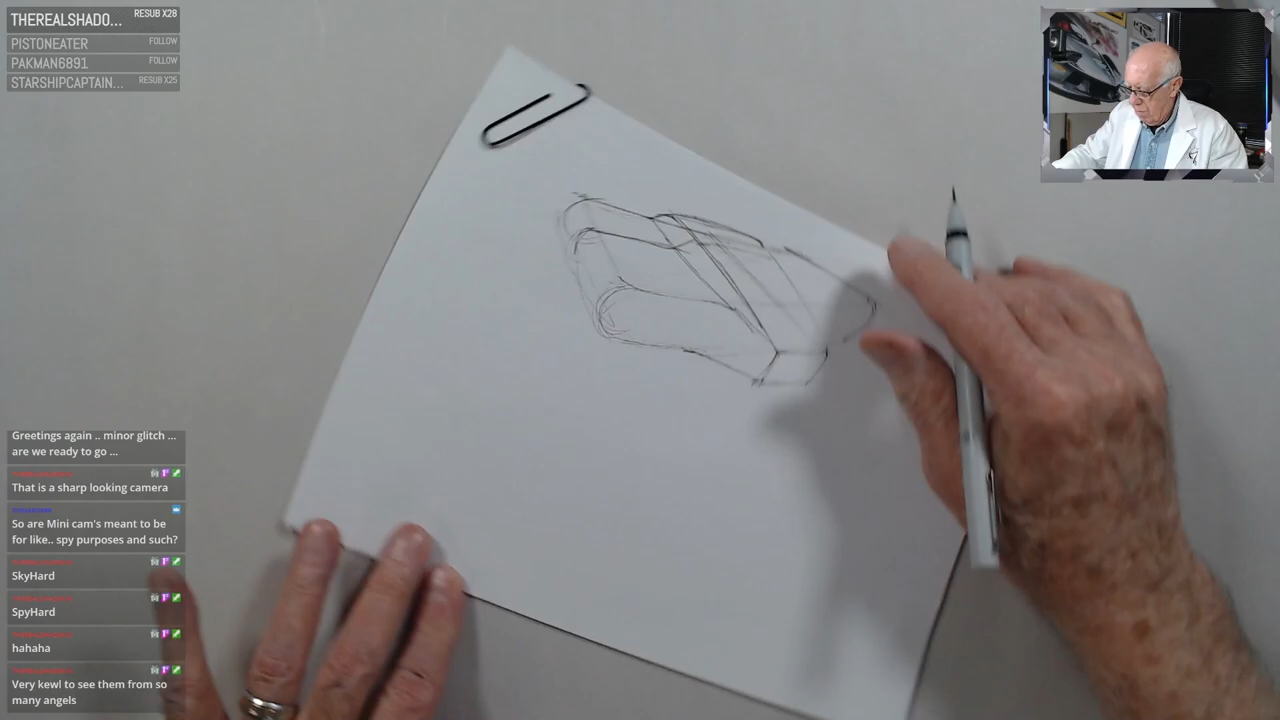 THEREALSHADO... RESUB X28
PISTONEATER FOLLOW
PAKMAN6891 FOLLOW
STARSHIPCAPTAIN... RESUB X25
Greetings again .. minor glitch ...
are we ready to go ...
That is a sharp looking camera
So are Mini cam's meant to be
for like.. spy purposes and such?
SkyHard
SpyHard
hahaha
Very kewl to see them from so
many angels